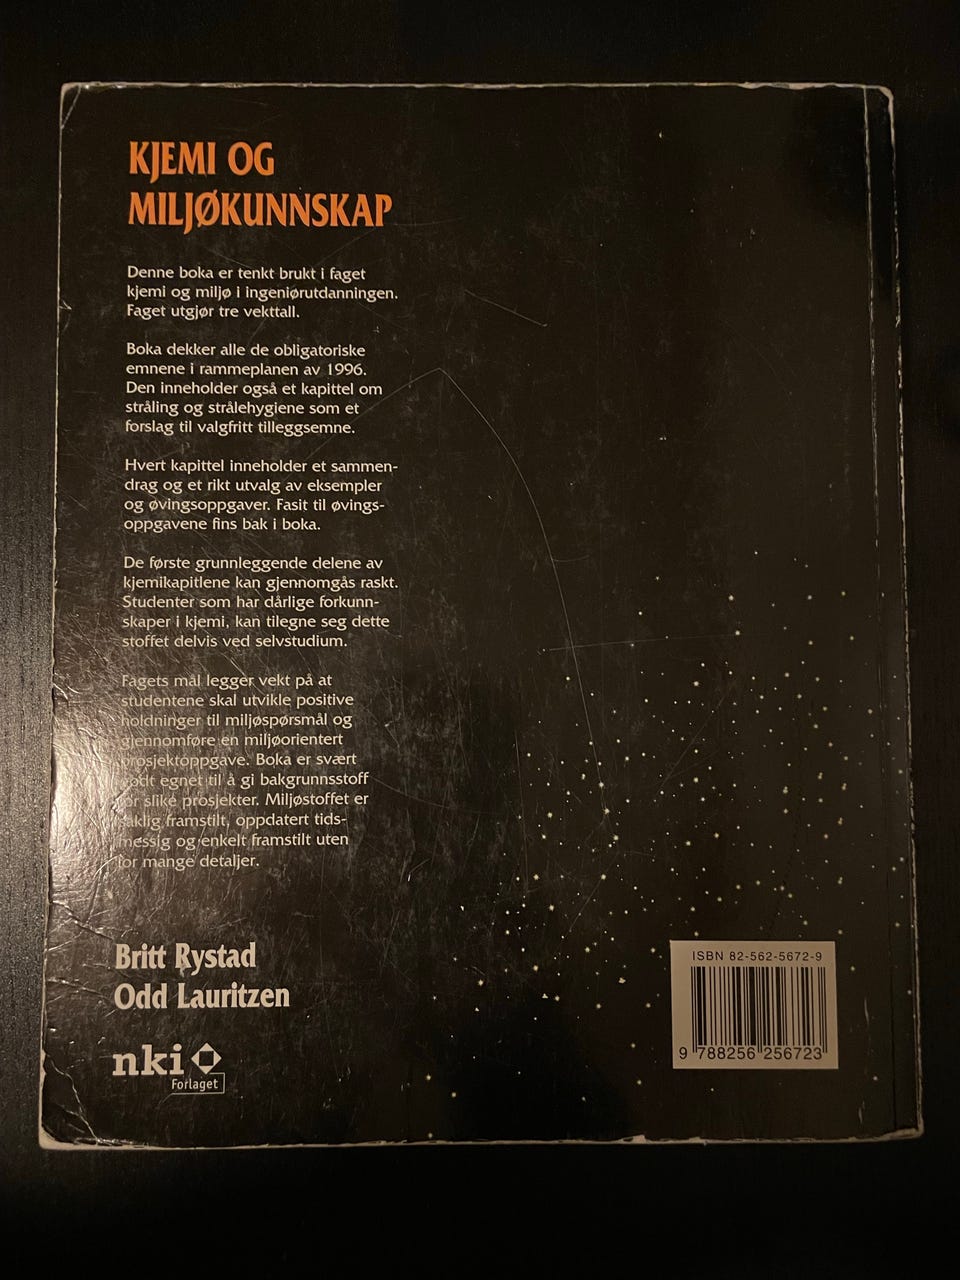 KJEMI OG
MILJØKUNNSKAP
Denne boka er tenkt brukt i faget
kjemi og miljø i ingeniørutdanningen.
Faget utgjør tre vekttall.
Boka dekker alle de obligatoriske
emnene i rammeplanen av 1996.
Den inneholder også et kapittel om
stråling og strålehygiene som et
forslag til valgfritt tilleggsemne.
Hvert kapittel inneholder et sammen-
drag og et rikt utvalg av eksempler
og øvingsoppgaver. Fasit til øvings-
oppgavene fins bak i boka.
De første grunnleggende delene av
kjemikapitlene kan gjennomgås raskt.
Studenter som har dårlige forkunn-
skaper i kjemi, kan tilegne seg dette
stoffet delvis ved selvstudium.
Fagets mål legger vekt på at
studentene skal utvikle positive
holdninger til miljøspørsmål og
gjennomføre en miljøorientert
prosjektoppgave. Boka er svært
godt egnet til å gi bakgrunnsstoff
for slike prosjekter. Miljøstoffet er
saklig framstilt, oppdatert tids-
messig og enkelt framstilt uten
for mange detaljer.
Britt Rystad
Odd Lauritzen
nki
Forlaget
ISBN 82-562-5672-9
9 788256 256723